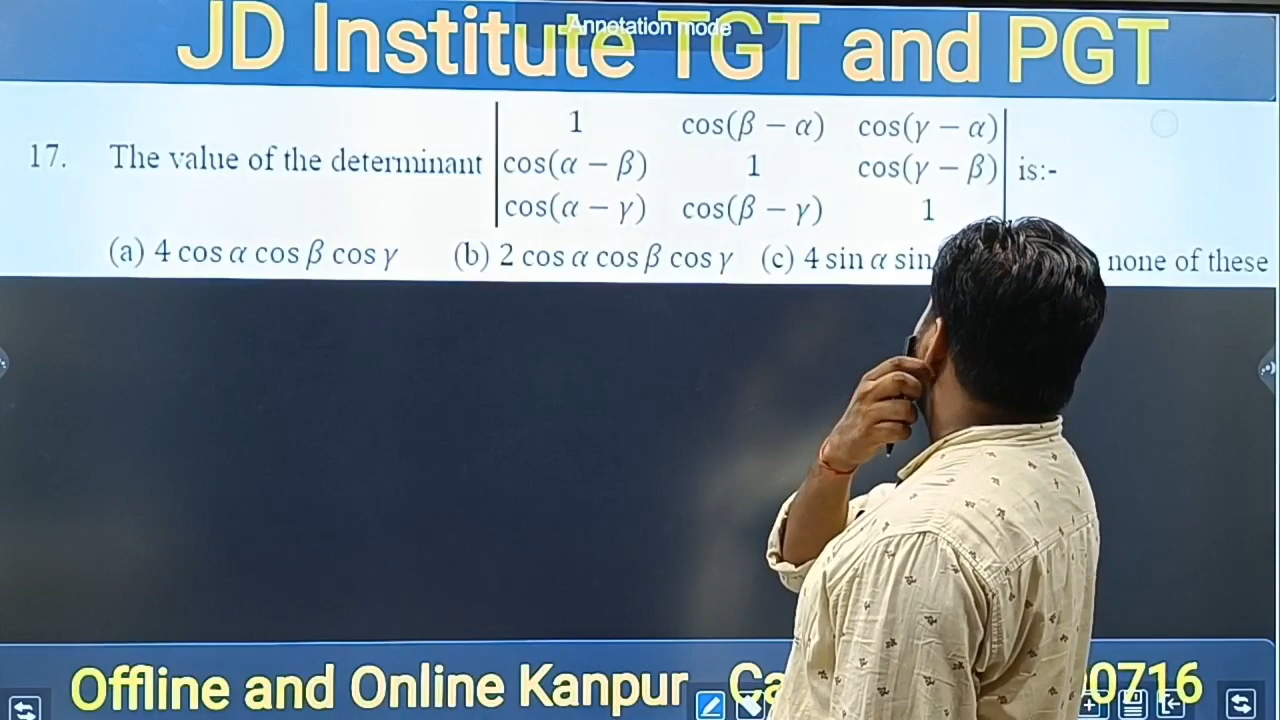 Annotation mode
JD Institute TGT and PGT
17. The value of the determinant | 1 cos(β − α) cos(γ − α) |
| cos(α − β) 1 cos(γ − β) | is:-
| cos(α − γ) cos(β − γ) 1 |
(a) 4 cos α cos β cos γ (b) 2 cos α cos β cos γ (c) 4 sin α sin none of these
Offline and Online Kanpur 0716